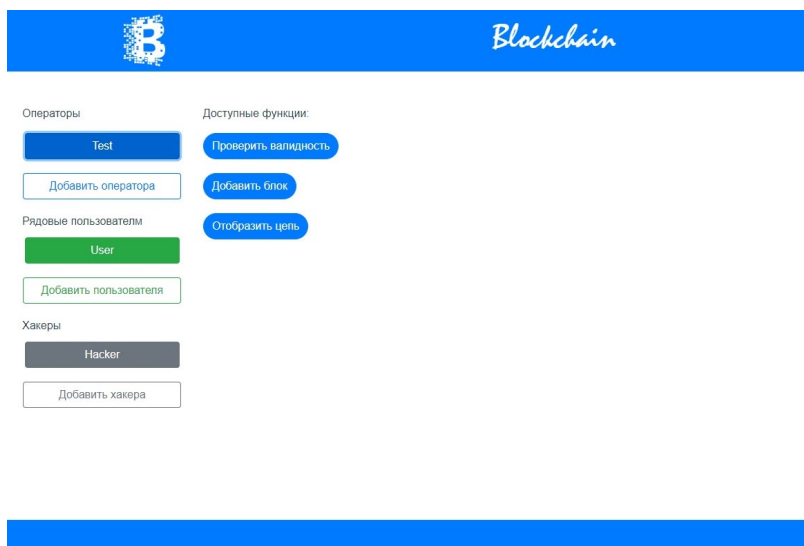 Blockchain
Операторы
Test
Добавить оператора
Рядовые пользователи
User
Добавить пользователя
Хакеры
Hacker
Добавить хакера
Доступные функции:
Проверить валидность
Добавить блок
Отобразить цепь